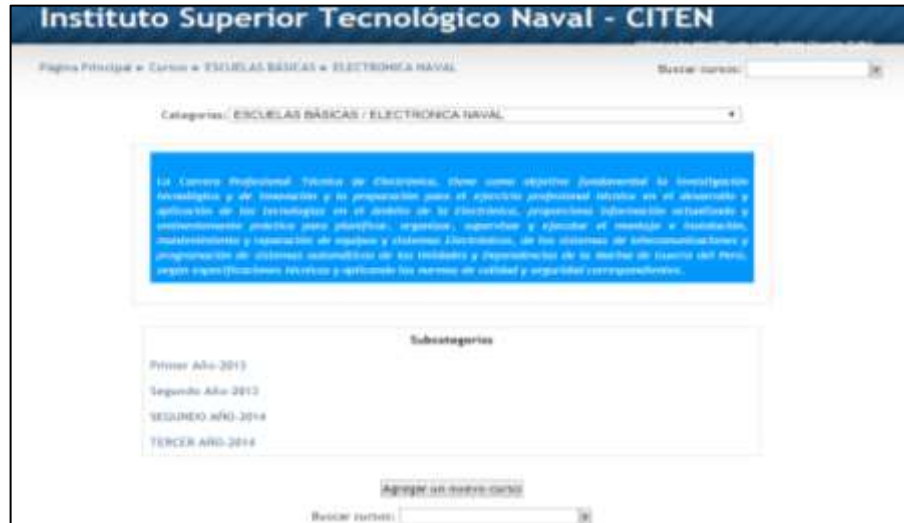 Instituto Superior Tecnológico Naval - CITEN
Página Principal ► Cursos ► ESCUELAS BÁSICAS ► ELECTRONICA NAVAL
Buscar cursos:
Categorías: ESCUELAS BÁSICAS / ELECTRONICA NAVAL
La Carrera Profesional Técnica de Electrónica, tiene como objetivo fundamental la investigación
tecnológica y de innovación y la preparación para el ejercicio profesional técnico en el desarrollo y
aplicación de las tecnologías en el ámbito de la Electrónica, proporciona información actualizada y
práctica para planificar, organizar, supervisar y ejecutar el montaje e instalación,
mantenimiento y reparación de equipos y sistemas Electrónicos, de los sistemas de telecomunicaciones y
programación de sistemas automáticos de las Unidades y Dependencias de la Marina de Guerra del Perú,
según especificaciones técnicas y aplicando las normas de calidad y seguridad correspondientes.
Subcategorías
Primer Año-2013
Segundo Año-2013
SEGUNDO AÑO-2014
TERCER AÑO-2014
Agregar un nuevo curso
Buscar cursos: